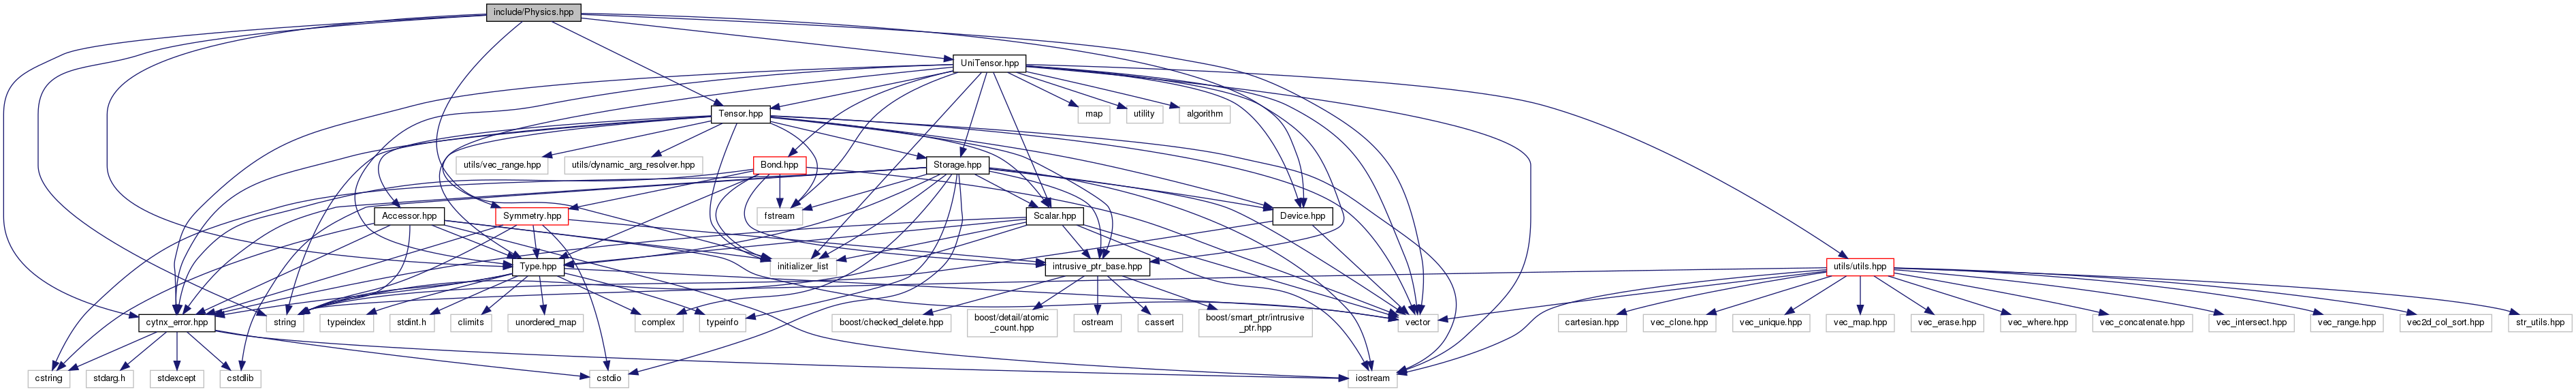 include/Physics.hpp
UniTensor.hpp
Tensor.hpp
map
utility
algorithm
utils/vec_range.hpp
utils/dynamic_arg_resolver.hpp
Bond.hpp
Storage.hpp
Accessor.hpp
Symmetry.hpp
fstream
Scalar.hpp
Device.hpp
Type.hpp
initializer_list
intrusive_ptr_base.hpp
utils/utils.hpp
cytnx_error.hpp
string
typeindex
stdint.h
climits
unordered_map
complex
typeinfo
boost/checked_delete.hpp
boost/detail/atomic
_count.hpp
ostream
cassert
boost/smart_ptr/intrusive
_ptr.hpp
vector
cartesian.hpp
vec_clone.hpp
vec_unique.hpp
vec_map.hpp
vec_erase.hpp
vec_where.hpp
vec_concatenate.hpp
vec_intersect.hpp
vec_range.hpp
vec2d_col_sort.hpp
str_utils.hpp
cstring
stdarg.h
stdexcept
cstdlib
cstdio
iostream